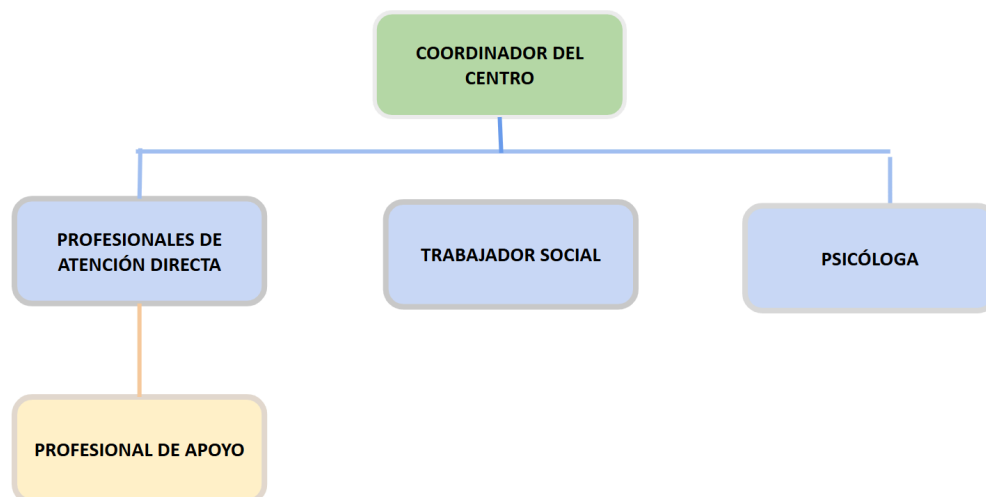 COORDINADOR DEL
CENTRO
PROFESIONALES DE
ATENCIÓN DIRECTA
TRABAJADOR SOCIAL
PSICÓLOGA
PROFESIONAL DE APOYO